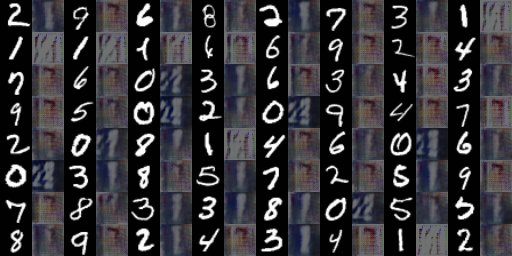 2 9 6 8 2 7 3 1
1 1 1 6 6 9 2 4
7 6 0 3 6 3 4 3
9 5 0 2 0 9 4 7
2 0 8 1 4 6 0 6
0 3 8 5 7 2 5 9
7 8 3 3 8 0 5 5
8 9 2 4 3 4 1 2